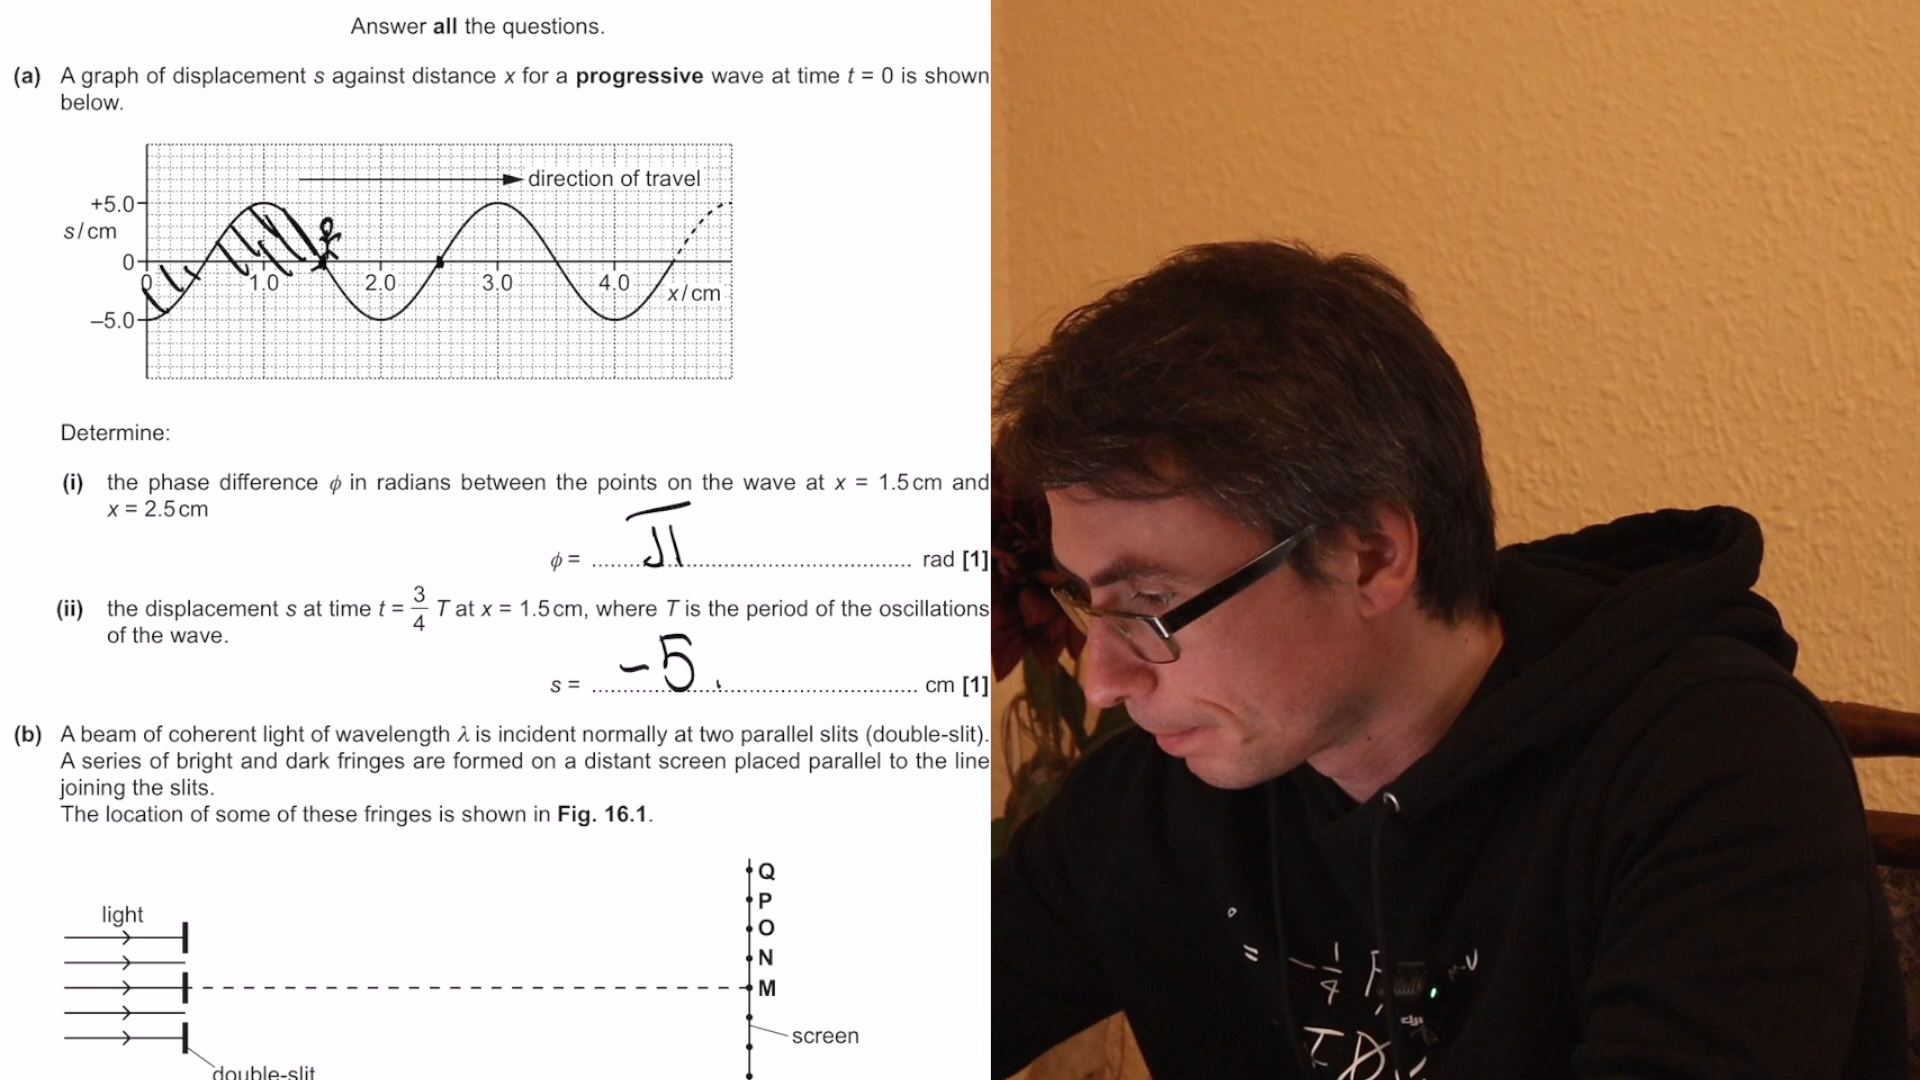 Answer all the questions.
(a) A graph of displacement s against distance x for a progressive wave at time t = 0 is shown
below.
direction of travel
+5.0
s/cm
0
0 1.0 2.0 3.0 4.0
x/cm
–5.0
Determine:
(i) the phase difference ϕ in radians between the points on the wave at x = 1.5 cm and
x = 2.5 cm
π
ϕ = ............................................ rad [1]
(ii) the displacement s at time t = 3/4 T at x = 1.5 cm, where T is the period of the oscillations
of the wave.
-5
s = ............................................ cm [1]
(b) A beam of coherent light of wavelength λ is incident normally at two parallel slits (double-slit).
A series of bright and dark fringes are formed on a distant screen placed parallel to the line
joining the slits.
The location of some of these fringes is shown in Fig. 16.1.
Q
P
light
O
N
M
screen
double-slit
= - 1/4
dji